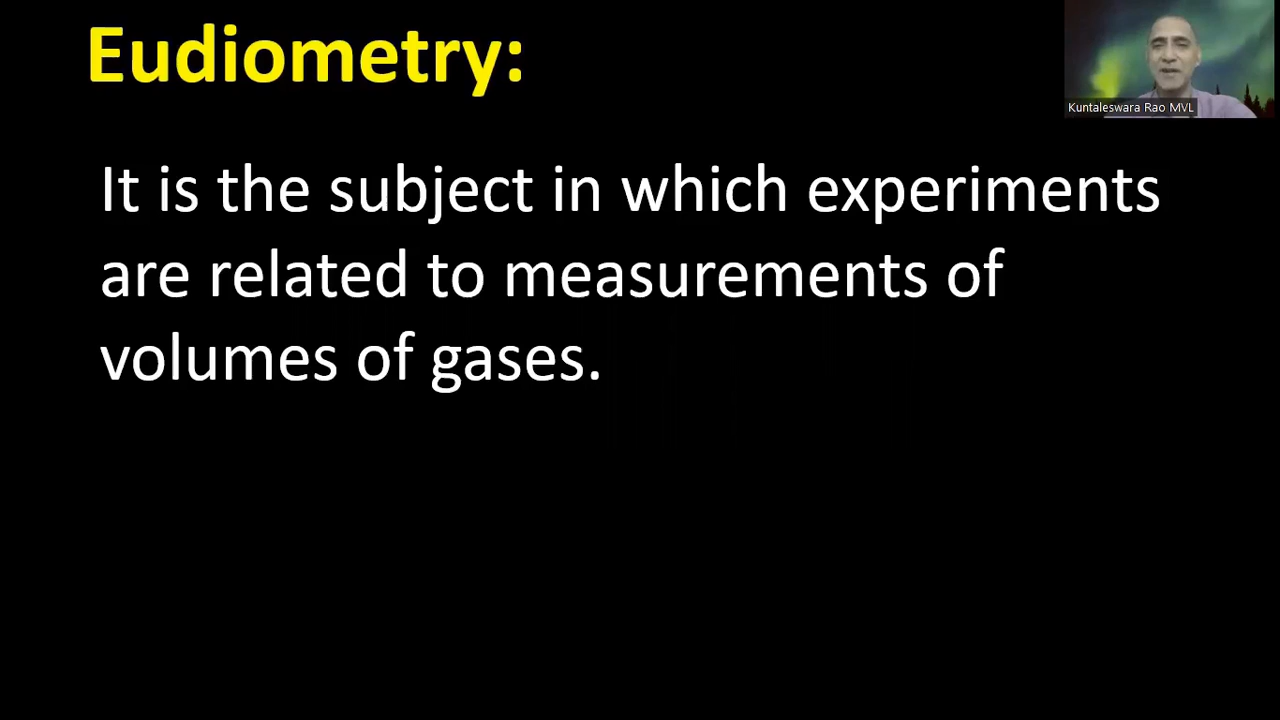 Eudiometry:
Kuntaleswara Rao MVL
It is the subject in which experiments
are related to measurements of
volumes of gases.